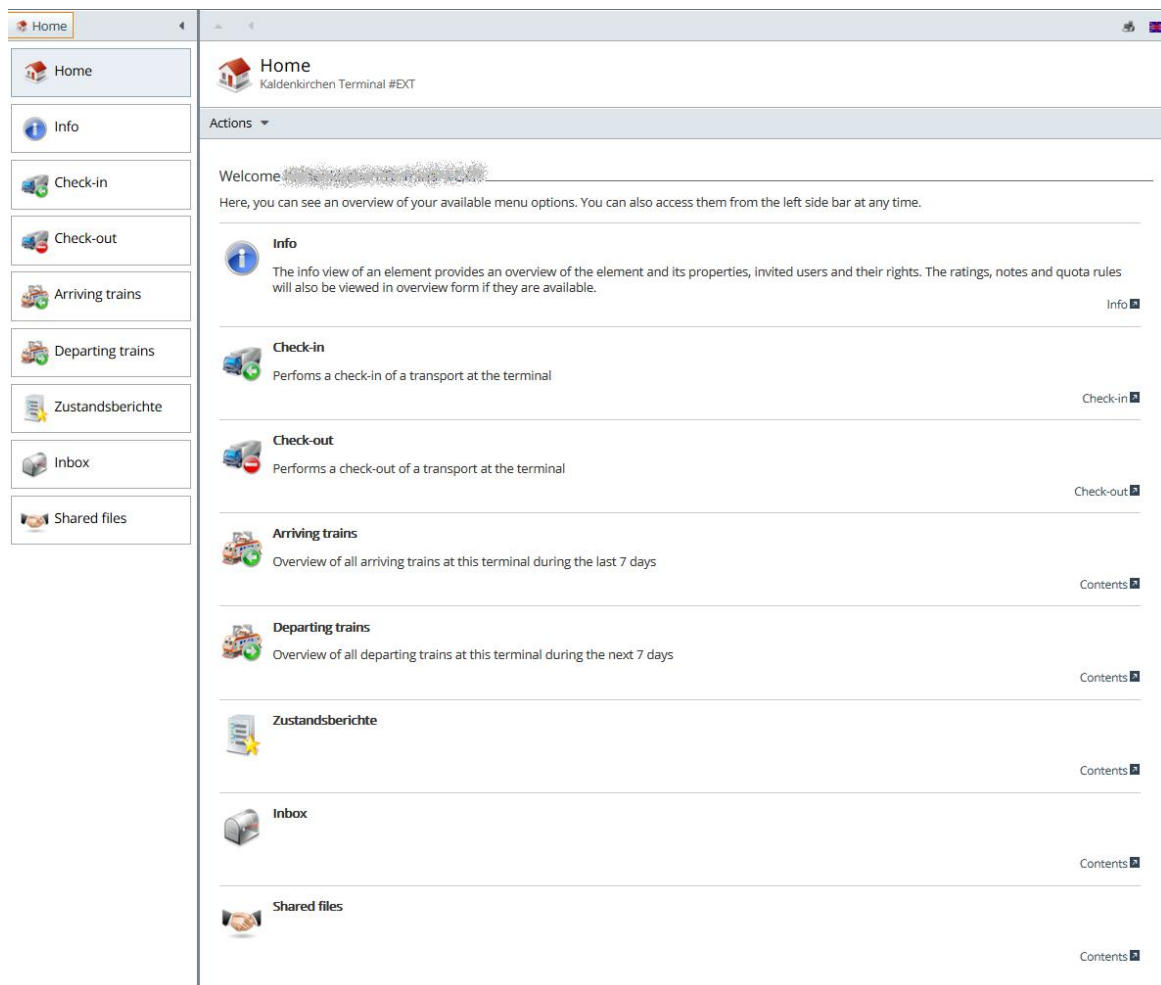 Home
Home
Info
Check-in
Check-out
Arriving trains
Departing trains
Zustandsberichte
Inbox
Shared files
Home
Kaldenkirchen Terminal #EXT
Actions
Welcome
Here, you can see an overview of your available menu options. You can also access them from the left side bar at any time.
Info
The info view of an element provides an overview of the element and its properties, invited users and their rights. The ratings, notes and quota rules
will also be viewed in overview form if they are available.
Info
Check-in
Perfoms a check-in of a transport at the terminal
Check-in
Check-out
Performs a check-out of a transport at the terminal
Check-out
Arriving trains
Overview of all arriving trains at this terminal during the last 7 days
Contents
Departing trains
Overview of all departing trains at this terminal during the next 7 days
Contents
Zustandsberichte
Contents
Inbox
Contents
Shared files
Contents